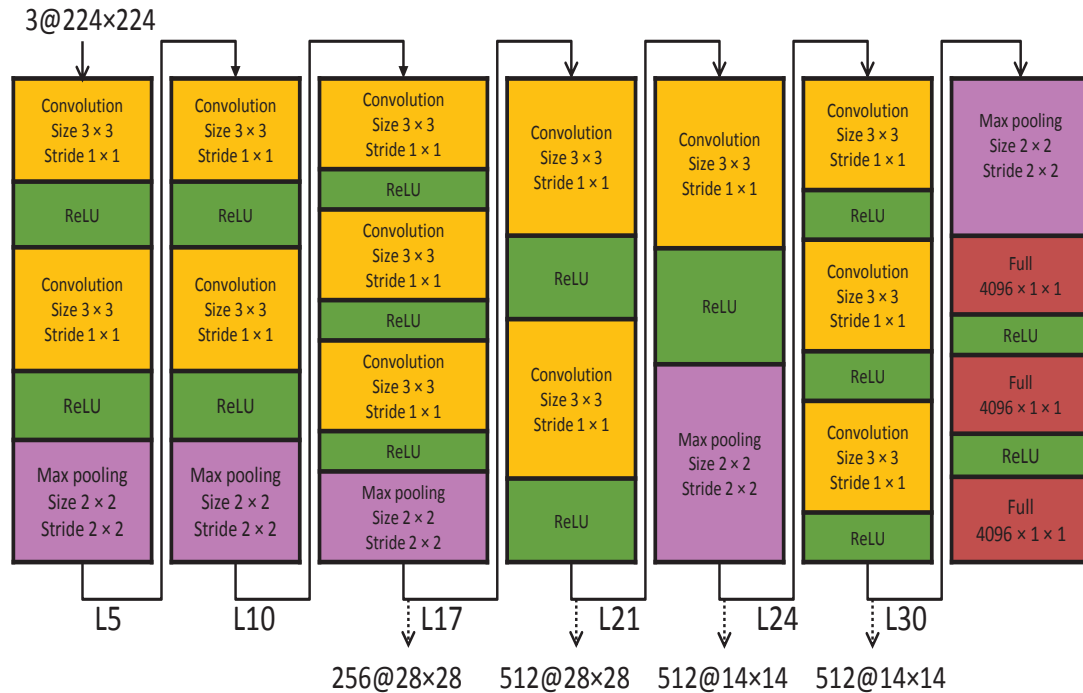 3@224×224
Convolution
Size 3 × 3
Stride 1 × 1
ReLU
Convolution
Size 3 × 3
Stride 1 × 1
ReLU
Max pooling
Size 2 × 2
Stride 2 × 2
L5
Convolution
Size 3 × 3
Stride 1 × 1
ReLU
Convolution
Size 3 × 3
Stride 1 × 1
ReLU
Max pooling
Size 2 × 2
Stride 2 × 2
L10
Convolution
Size 3 × 3
Stride 1 × 1
ReLU
Convolution
Size 3 × 3
Stride 1 × 1
ReLU
Convolution
Size 3 × 3
Stride 1 × 1
ReLU
Max pooling
Size 2 × 2
Stride 2 × 2
L17
256@28×28
Convolution
Size 3 × 3
Stride 1 × 1
ReLU
Convolution
Size 3 × 3
Stride 1 × 1
ReLU
L21
512@28×28
Convolution
Size 3 × 3
Stride 1 × 1
ReLU
Max pooling
Size 2 × 2
Stride 2 × 2
L24
512@14×14
Convolution
Size 3 × 3
Stride 1 × 1
ReLU
Convolution
Size 3 × 3
Stride 1 × 1
ReLU
Convolution
Size 3 × 3
Stride 1 × 1
ReLU
L30
512@14×14
Max pooling
Size 2 × 2
Stride 2 × 2
Full
4096 × 1 × 1
ReLU
Full
4096 × 1 × 1
ReLU
Full
4096 × 1 × 1